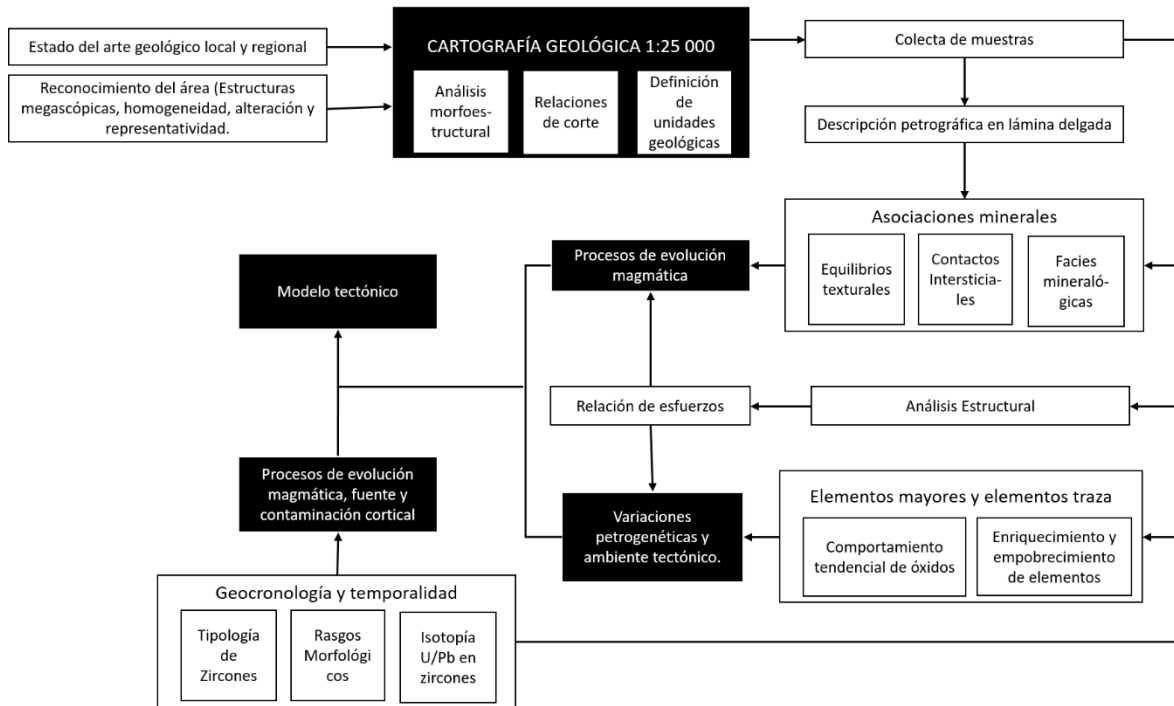 Estado del arte geológico local y regional
Reconocimiento del área (Estructuras
megascópicas, homogeneidad, alteración y
representatividad.
CARTOGRAFÍA GEOLÓGICA 1:25 000
Análisis
morfoes-
tructural
Relaciones
de corte
Definición
de
unidades
geológicas
Colecta de muestras
Descripción petrográfica en lámina delgada
Asociaciones minerales
Equilibrios
texturales
Contactos
Intersticia-
les
Facies
mineraló-
gicas
Procesos de evolución
magmática
Modelo tectónico
Relación de esfuerzos
Análisis Estructural
Procesos de evolución
magmática, fuente y
contaminación cortical
Variaciones
petrogenéticas y
ambiente tectónico.
Elementos mayores y elementos traza
Comportamiento
tendencial de óxidos
Enriquecimiento y
empobrecimiento
de elementos
Geocronología y temporalidad
Tipología
de
Zircones
Rasgos
Morfológi
cos
Isotopía
U/Pb en
zircones